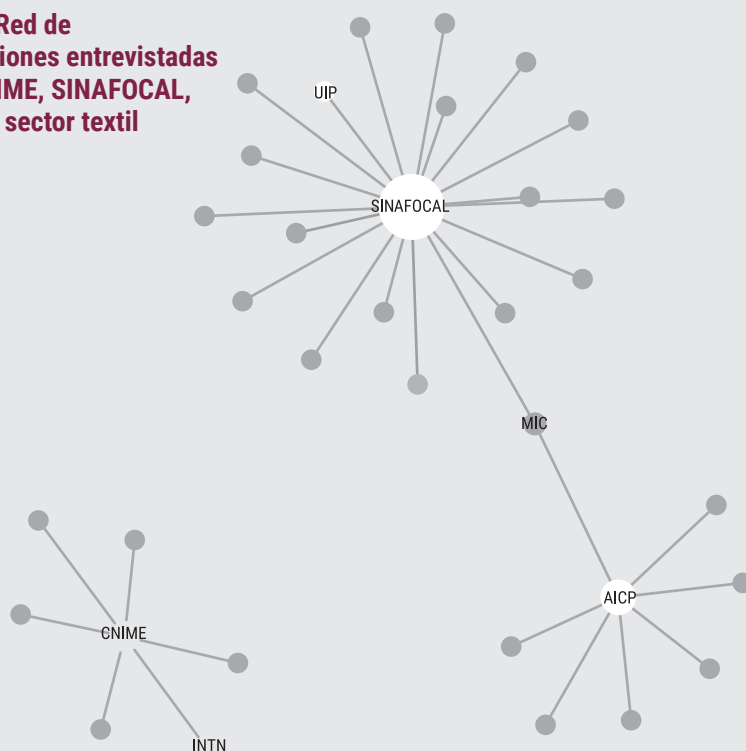 Red de
iones entrevistadas
IME, SINAFOCAL,
sector textil
UIP
SINAFOCAL
MIC
AICP
CNIME
INTN